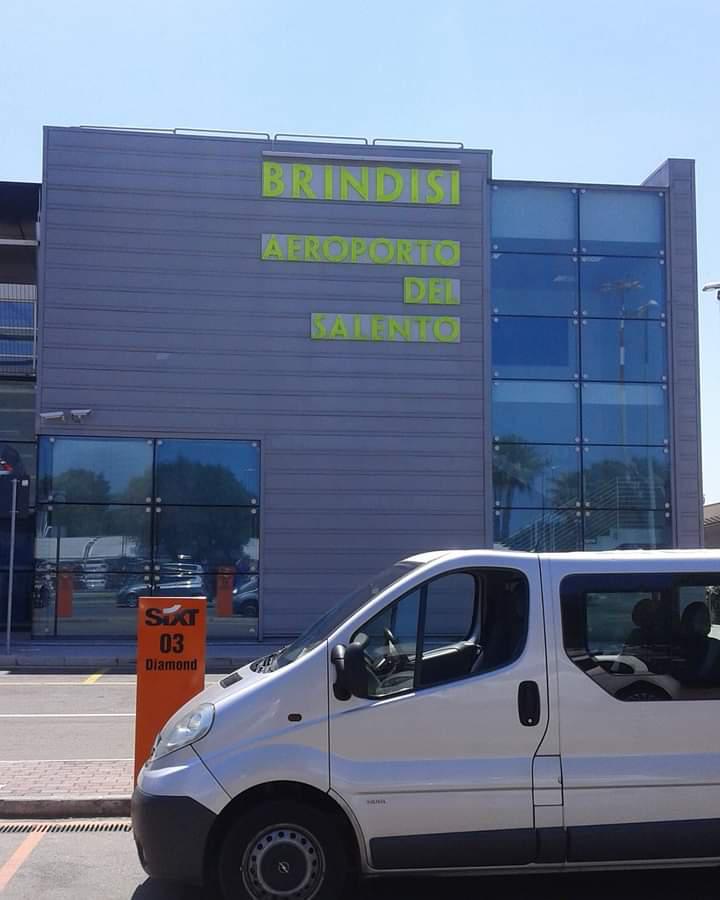 BRINDISI
AEROPORTO
DEL
SALENTO
SIXT
03
Diamond